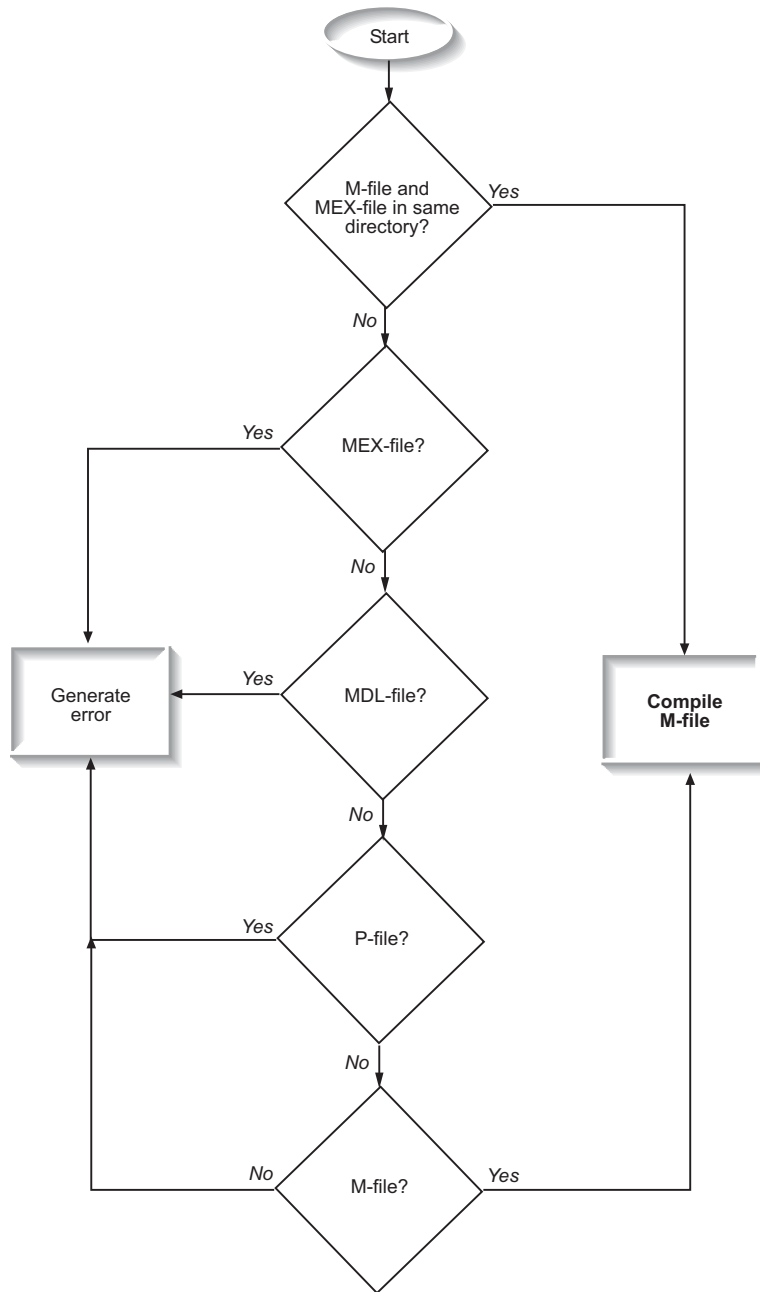 Start
M-file and
MEX-file in same
directory?
Yes
No
MEX-file?
Yes
No
MDL-file?
Yes
Generate
error
Compile
M-file
No
P-file?
Yes
No
M-file?
No
Yes